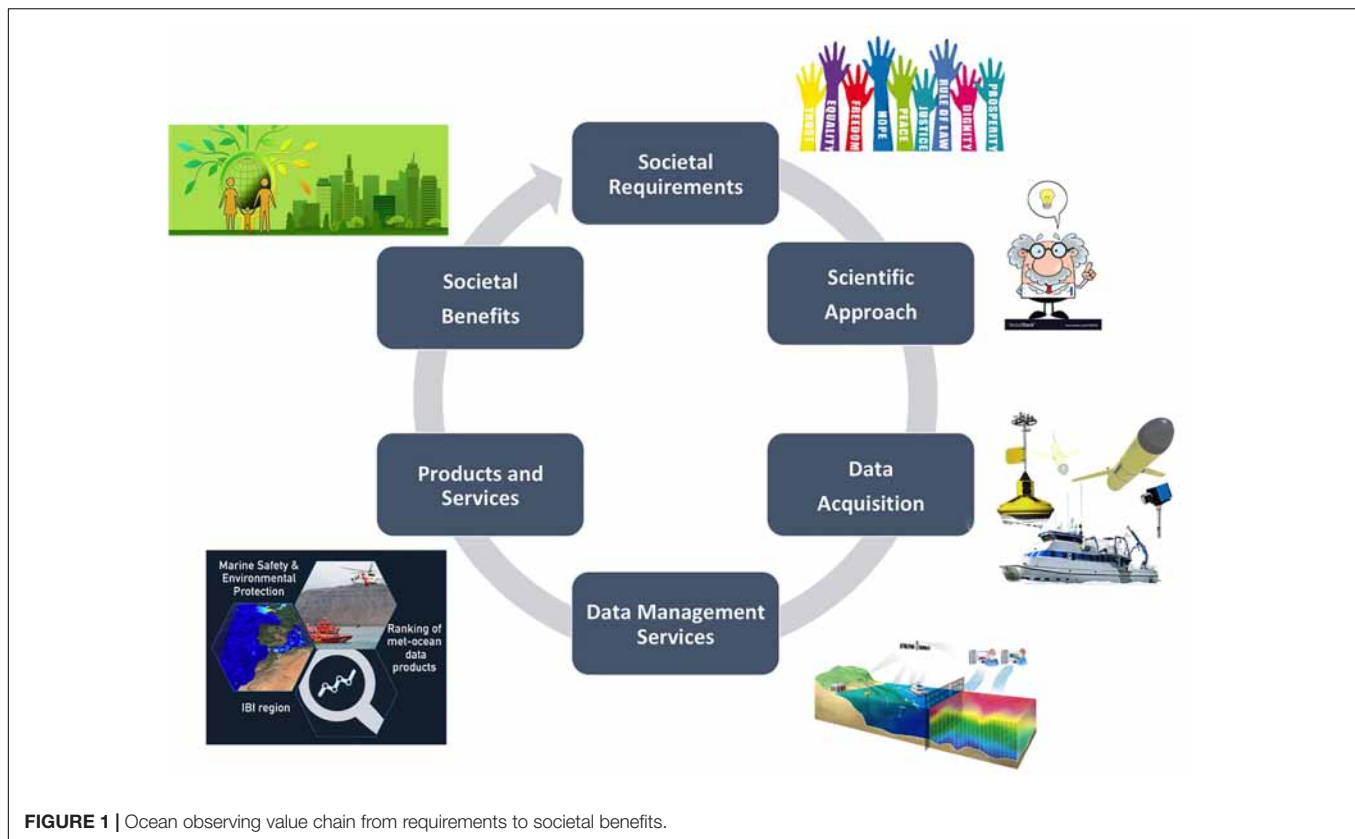 TRUST
EQUALITY
FREEDOM
HOPE
PEACE
JUSTICE
RULE OF LAW
DIGNITY
PROSPERITY
Societal
Requirements
Scientific
Approach
Data
Acquisition
Data Management
Services
Products and
Services
Societal
Benefits
Marine Safety &
Environmental
Protection
Ranking of
met-ocean
data
products
IBI region
FIGURE 1 | Ocean observing value chain from requirements to societal benefits.